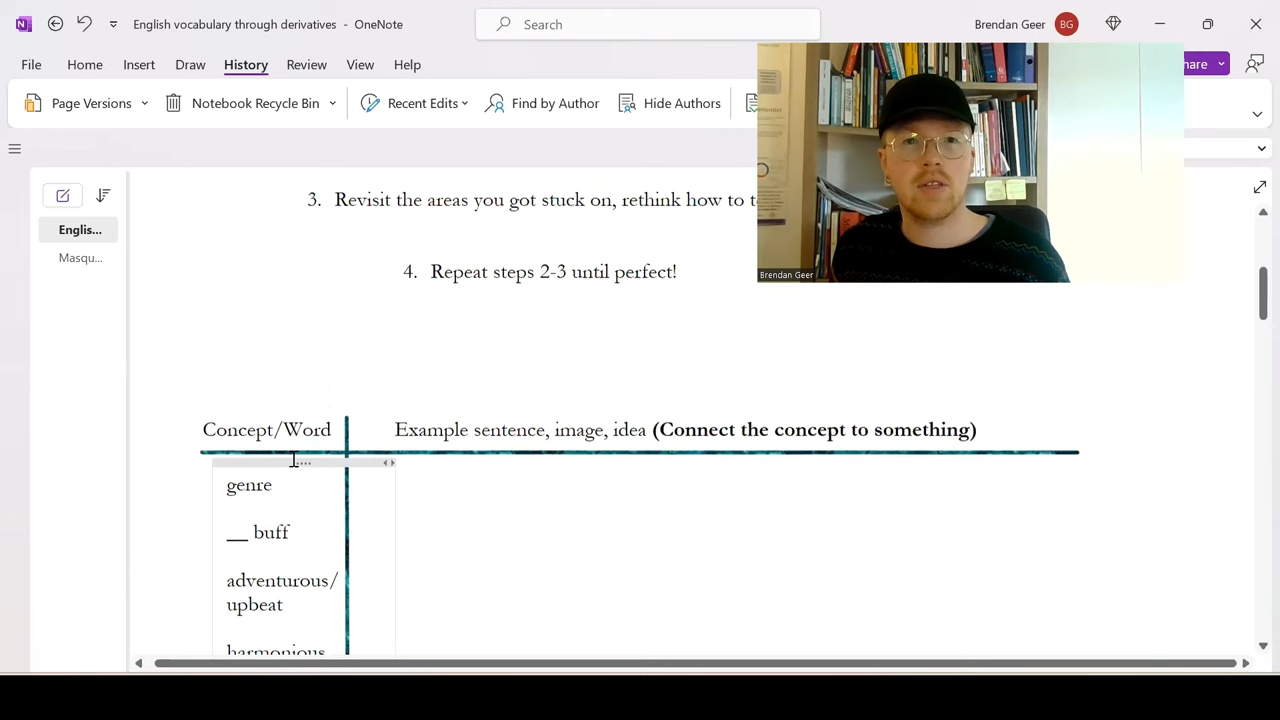 English vocabulary through derivatives - OneNote
Search
Brendan Geer
BG
File
Home
Insert
Draw
History
Review
View
Help
Page Versions
Notebook Recycle Bin
Recent Edits
Find by Author
Hide Authors
Englis...
Masqu...
3. Revisit the areas you got stuck on, rethink how to t
4. Repeat steps 2-3 until perfect!
Brendan Geer
Concept/Word
Example sentence, image, idea (Connect the concept to something)
genre
__ buff
adventurous/
upbeat
harmonious